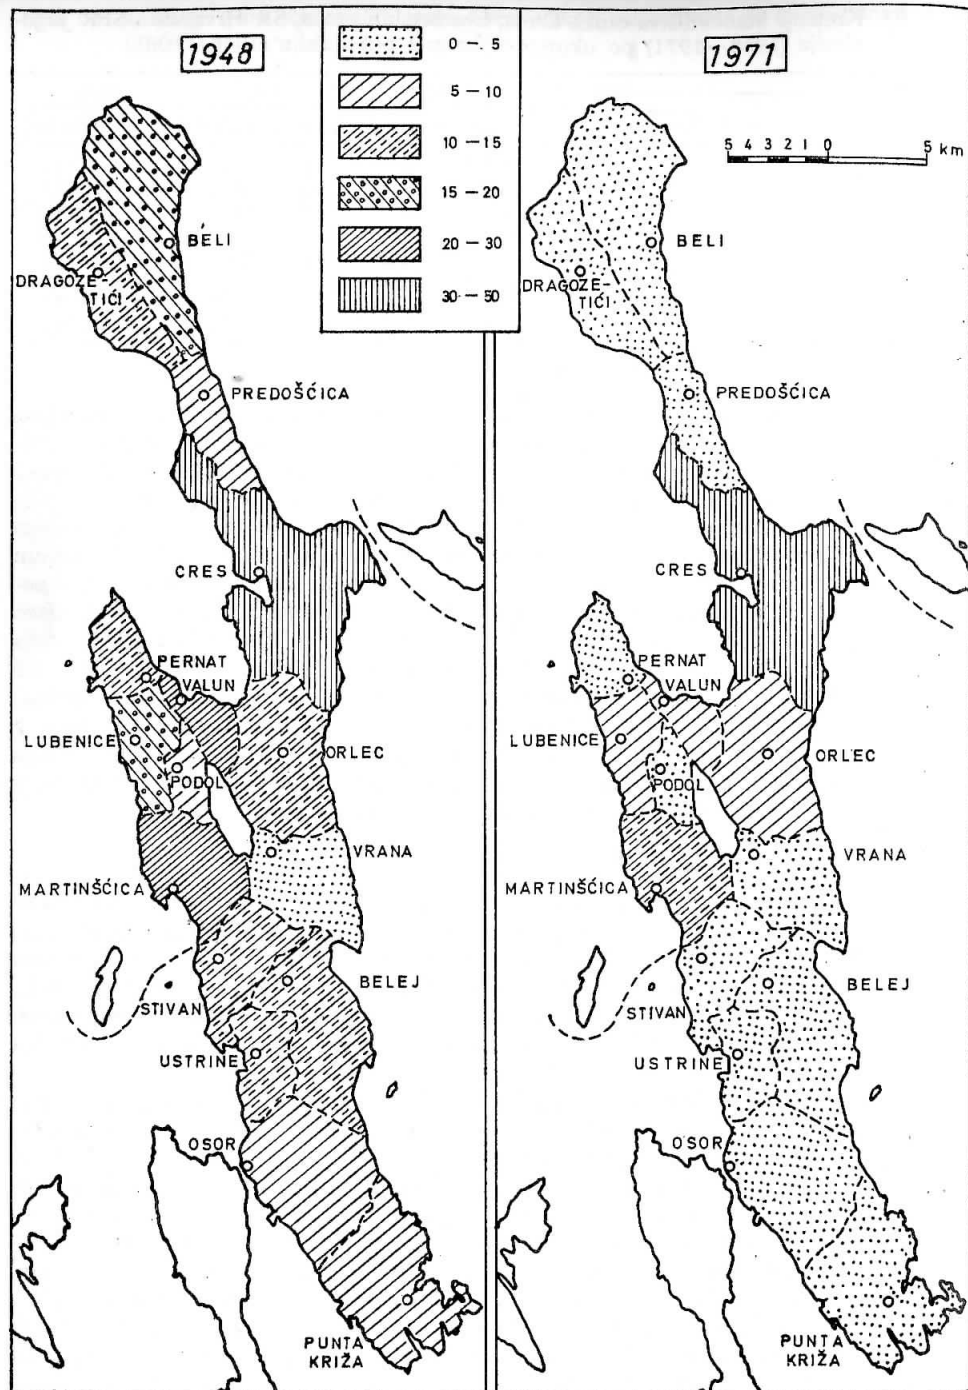 1948
0 – 5
5 – 10
10 – 15
15 – 20
20 – 30
30 – 50
BELI
DRAGOZE-
TIĆI
PREDOŠĆICA
CRES
PERNAT
VALUN
LUBENICE
ORLEC
PODOL
VRANA
MARTINŠĆICA
BELEJ
STIVAN
USTRINE
OSOR
PUNTA
KRIŽA
1971
5 4 3 2 1 0 5 km
BELI
DRAGOZE-
TIĆI
PREDOŠĆICA
CRES
PERNAT
VALUN
LUBENICE
ORLEC
PODOL
VRANA
MARTINŠĆICA
BELEJ
STIVAN
USTRINE
OSOR
PUNTA
KRIŽA